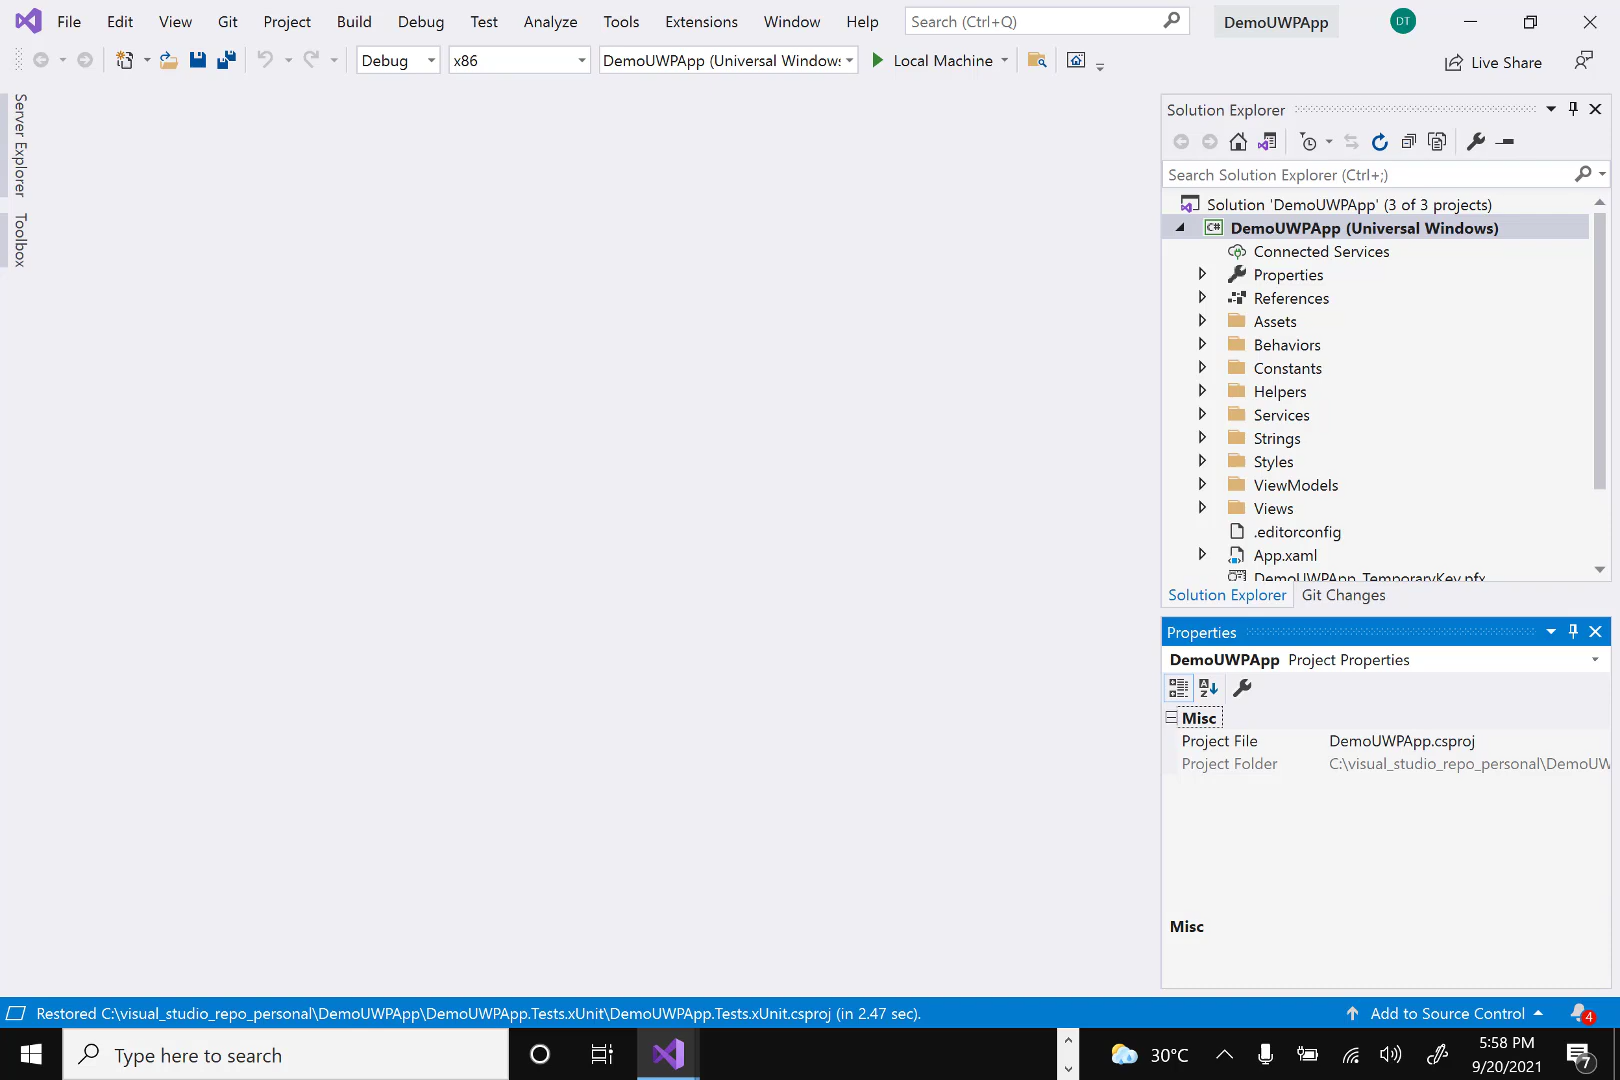 File Edit View Git Project Build Debug Test Analyze Tools Extensions Window Help Search (Ctrl+Q) DemoUWPApp DT
Debug x86 DemoUWPApp (Universal Windows Local Machine Live Share
Server Explorer
Toolbox
Solution Explorer
Search Solution Explorer (Ctrl+;)
Solution 'DemoUWPApp' (3 of 3 projects)
C# DemoUWPApp (Universal Windows)
Connected Services
Properties
References
Assets
Behaviors
Constants
Helpers
Services
Strings
Styles
ViewModels
Views
.editorconfig
App.xaml
DemoUWPApp_TemporaryKey.pfx
Solution Explorer Git Changes
Properties
DemoUWPApp Project Properties
Misc
Project File DemoUWPApp.csproj
Project Folder C:\visual_studio_repo_personal\DemoUW
Misc
Restored C:\visual_studio_repo_personal\DemoUWPApp\DemoUWPApp.Tests.xUnit\DemoUWPApp.Tests.xUnit.csproj (in 2.47 sec). Add to Source Control 4
Type here to search 30°C 5:58 PM
9/20/2021 7